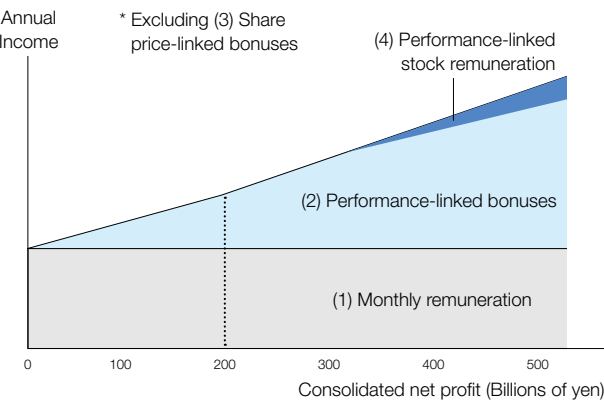 Annual
Income
* Excluding (3) Share
price-linked bonuses
(4) Performance-linked
stock remuneration
(2) Performance-linked bonuses
(1) Monthly remuneration
0 100 200 300 400 500
Consolidated net profit (Billions of yen)